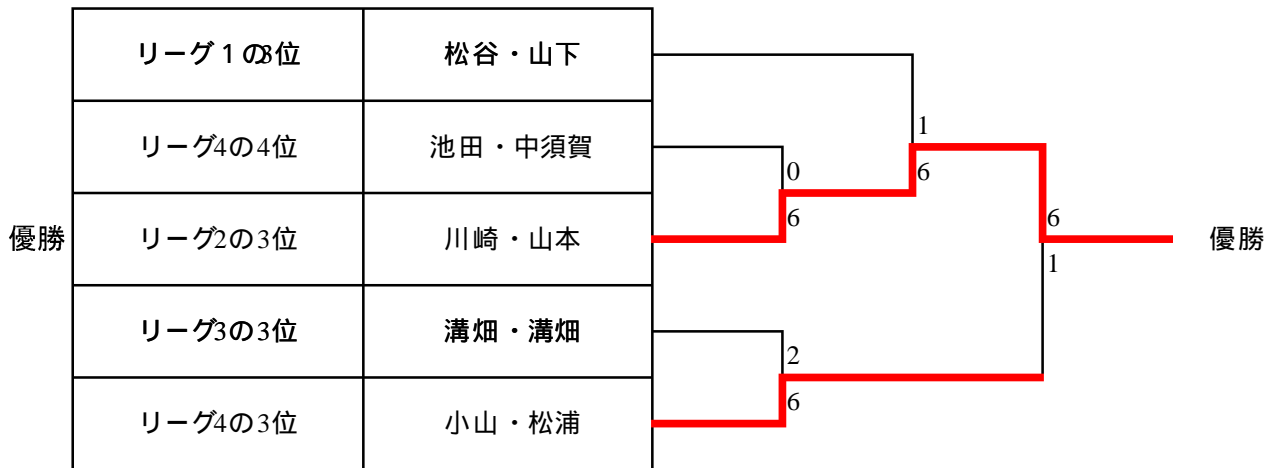 リーグ１の3位 松谷・山下
1
リーグ4の4位 池田・中須賀
0
6
6
優勝 リーグ2の3位 川崎・山本
6
6
優勝
1
リーグ3の3位 溝畑・溝畑
2
6
リーグ4の3位 小山・松浦